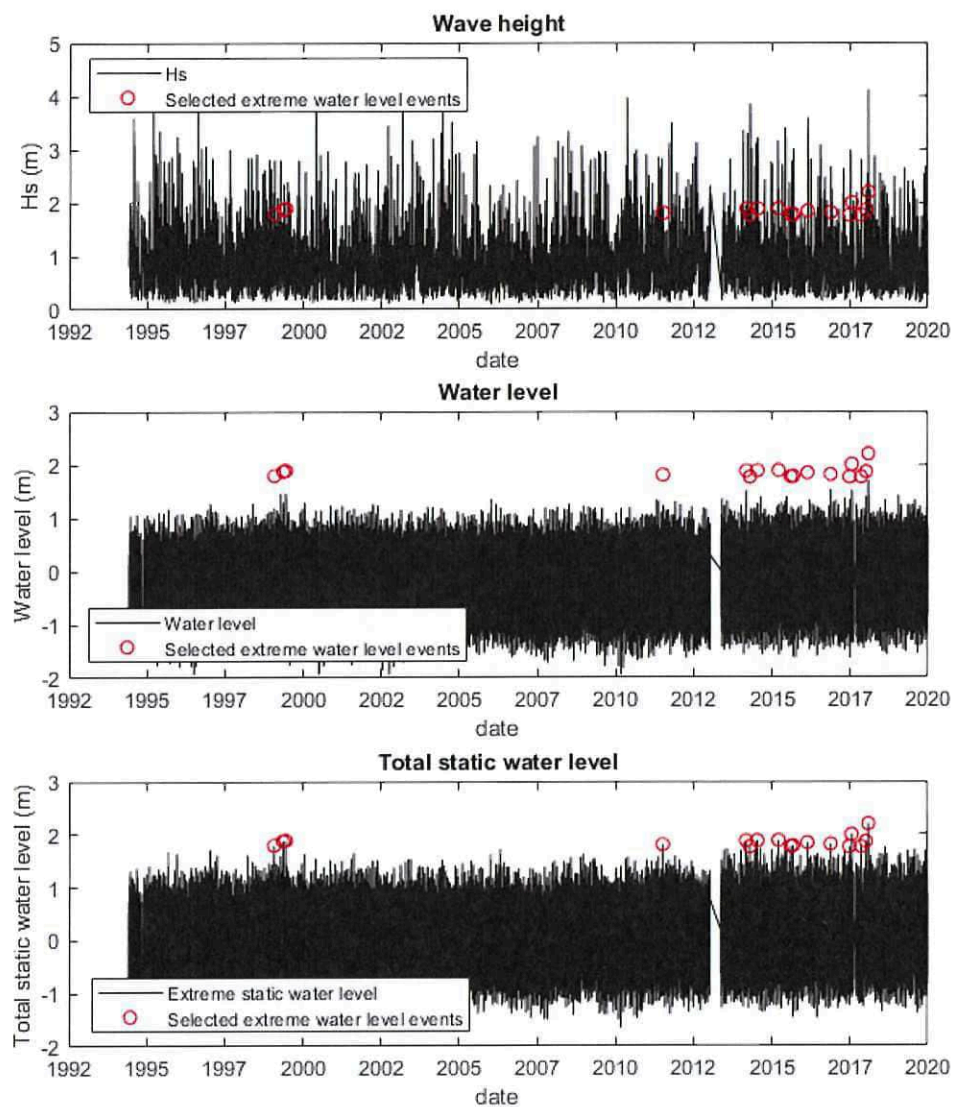 Wave height
5
4
3
2
1
0
Hs (m)
Hs
Selected extreme water level events
1992 1995 1997 2000 2002 2005 2007 2010 2012 2015 2017 2020
date
Water level
3
2
1
0
-1
-2
Water level (m)
Water level
Selected extreme water level events
1992 1995 1997 2000 2002 2005 2007 2010 2012 2015 2017 2020
date
Total static water level
3
2
1
0
-1
-2
Total static water level (m)
Extreme static water level
Selected extreme water level events
1992 1995 1997 2000 2002 2005 2007 2010 2012 2015 2017 2020
date